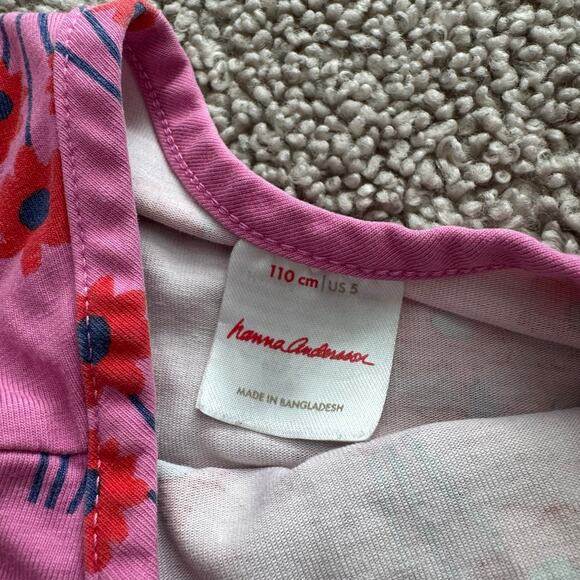 110 cm | US 5
hanna andersson
MADE IN BANGLADESH